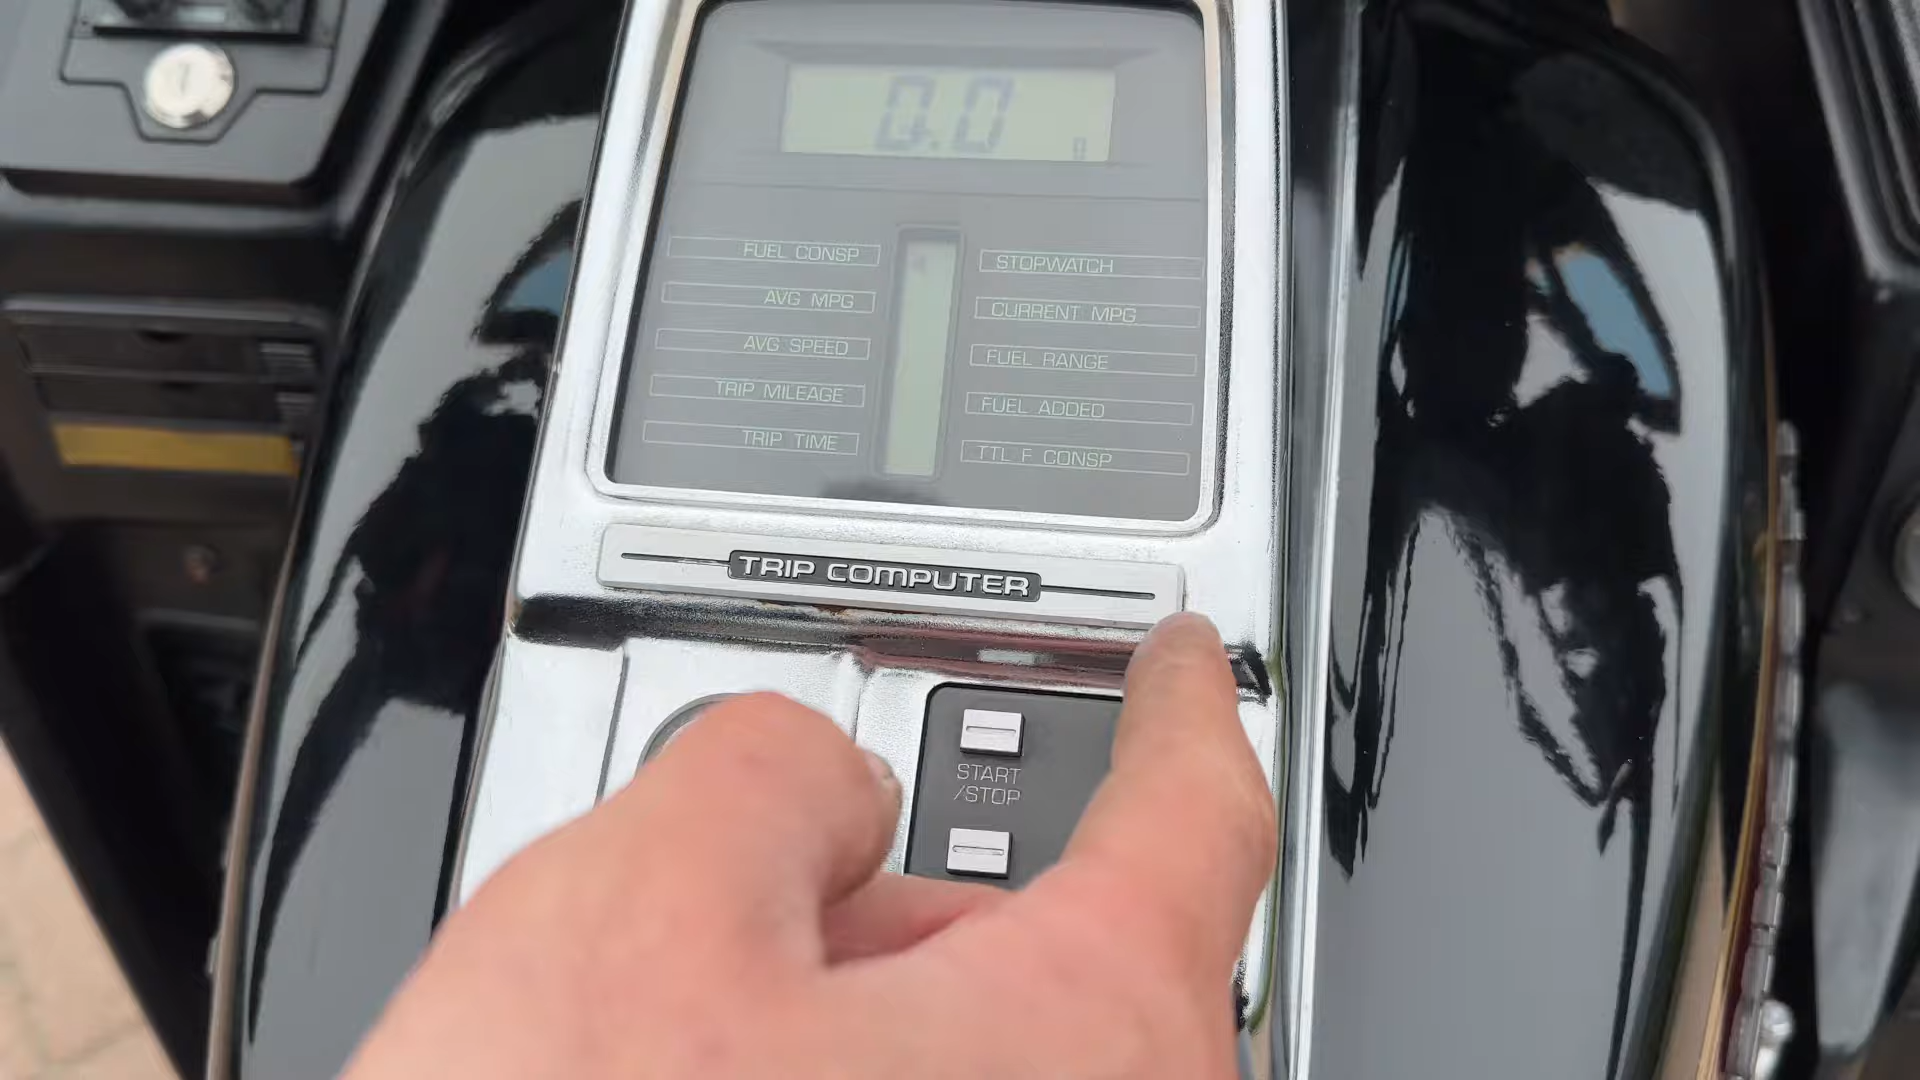 0.0
FUEL CONSP
STOPWATCH
AVG MPG
CURRENT MPG
AVG SPEED
FUEL RANGE
TRIP MILEAGE
FUEL ADDED
TRIP TIME
TTL F CONSP
TRIP COMPUTER
START
/STOP